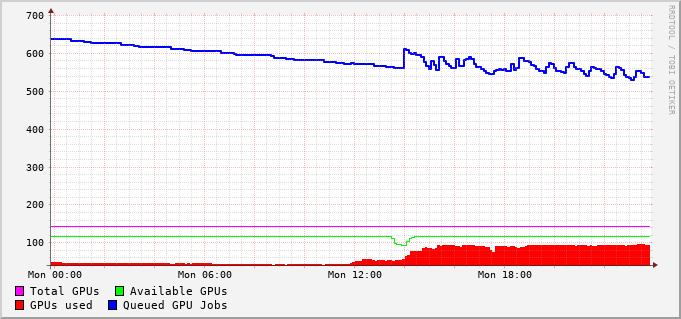 700
600
500
400
300
200
100
Mon 00:00 Mon 06:00 Mon 12:00 Mon 18:00
Total GPUs Available GPUs
GPUs used Queued GPU Jobs
RRDTOOL / TOBI OETIKER